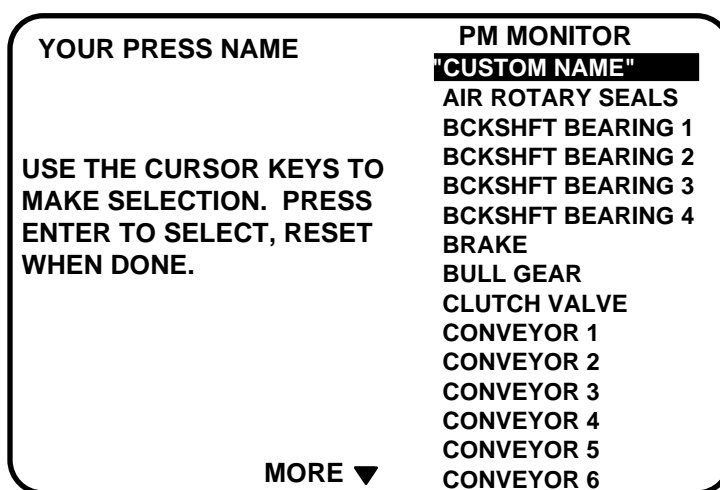 YOUR PRESS NAME
USE THE CURSOR KEYS TO
MAKE SELECTION.  PRESS
ENTER TO SELECT, RESET
WHEN DONE.
MORE ▼
PM MONITOR
"CUSTOM NAME"
AIR ROTARY SEALS
BCKSHFT BEARING 1
BCKSHFT BEARING 2
BCKSHFT BEARING 3
BCKSHFT BEARING 4
BRAKE
BULL GEAR
CLUTCH VALVE
CONVEYOR 1
CONVEYOR 2
CONVEYOR 3
CONVEYOR 4
CONVEYOR 5
CONVEYOR 6